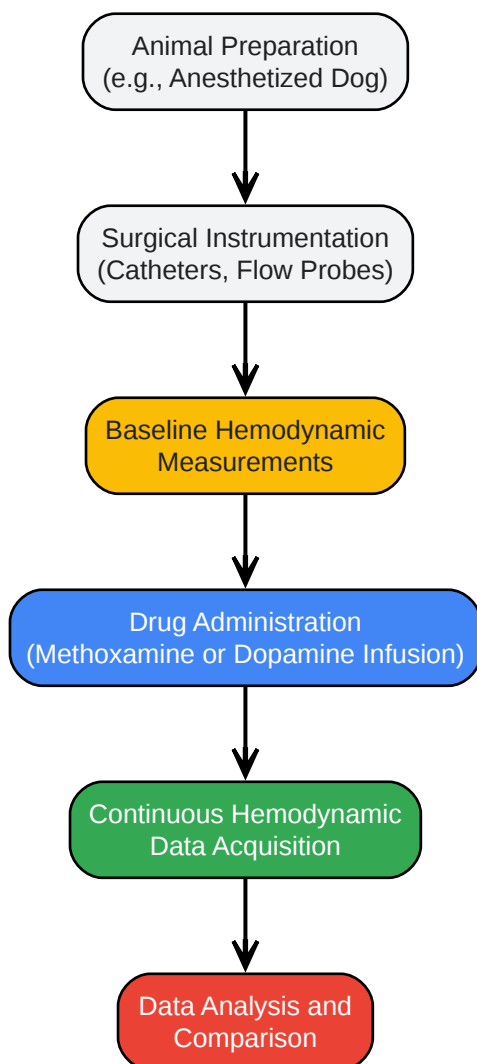 Animal Preparation
(e.g., Anesthetized Dog)
Surgical Instrumentation
(Catheters, Flow Probes)
Baseline Hemodynamic
Measurements
Drug Administration
(Methoxamine or Dopamine Infusion)
Continuous Hemodynamic
Data Acquisition
Data Analysis and
Comparison